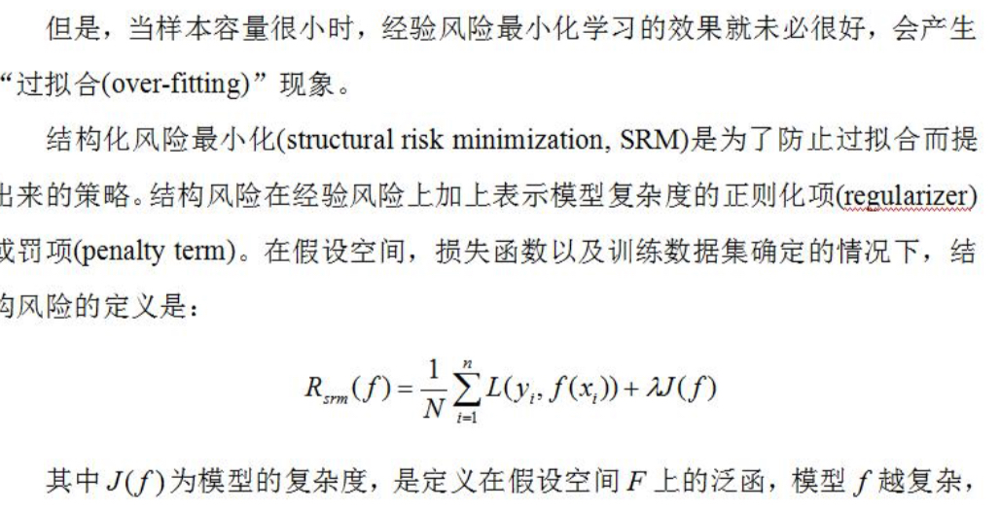 但是，当样本容量很小时，经验风险最小化学习的效果就未必很好，会产生
“过拟合(over-fitting)”现象。
结构化风险最小化(structural risk minimization, SRM)是为了防止过拟合而提
出来的策略。结构风险在经验风险上加上表示模型复杂度的正则化项(regularizer)
或罚项(penalty term)。在假设空间，损失函数以及训练数据集确定的情况下，结
构风险的定义是：
R_{srm}(f) = \frac{1}{N} \sum_{i=1}^{n} L(y_i, f(x_i)) + λJ(f)
其中 J(f) 为模型的复杂度，是定义在假设空间 F 上的泛函，模型 f 越复杂，